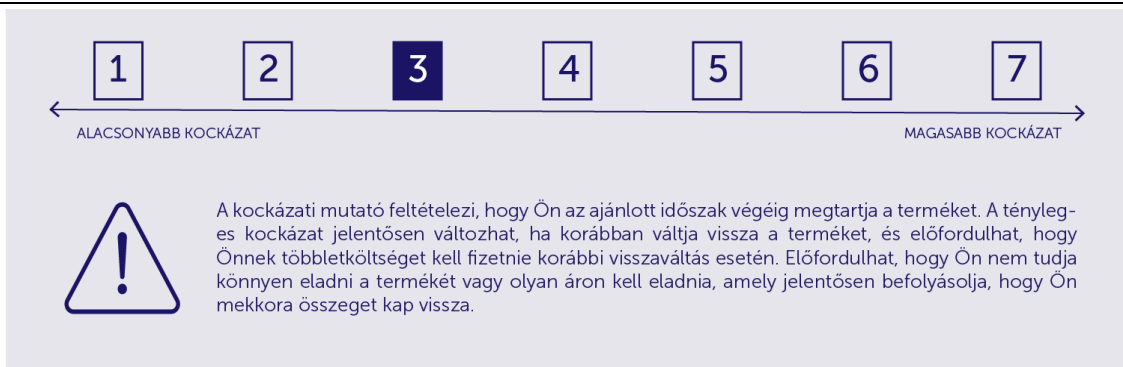 1 2 3 4 5 6 7
ALACSONYABB KOCKÁZAT MAGASABB KOCKÁZAT
A kockázati mutató feltételezi, hogy Ön az ajánlott időszak végéig megtartja a terméket. A tényleg-
es kockázat jelentősen változhat, ha korábban váltja vissza a terméket, és előfordulhat, hogy
Önnek többletköltséget kell fizetnie korábbi visszaváltás esetén. Előfordulhat, hogy Ön nem tudja
könnyen eladni a termékét vagy olyan áron kell eladnia, amely jelentősen befolyásolja, hogy Ön
mekkora összeget kap vissza.